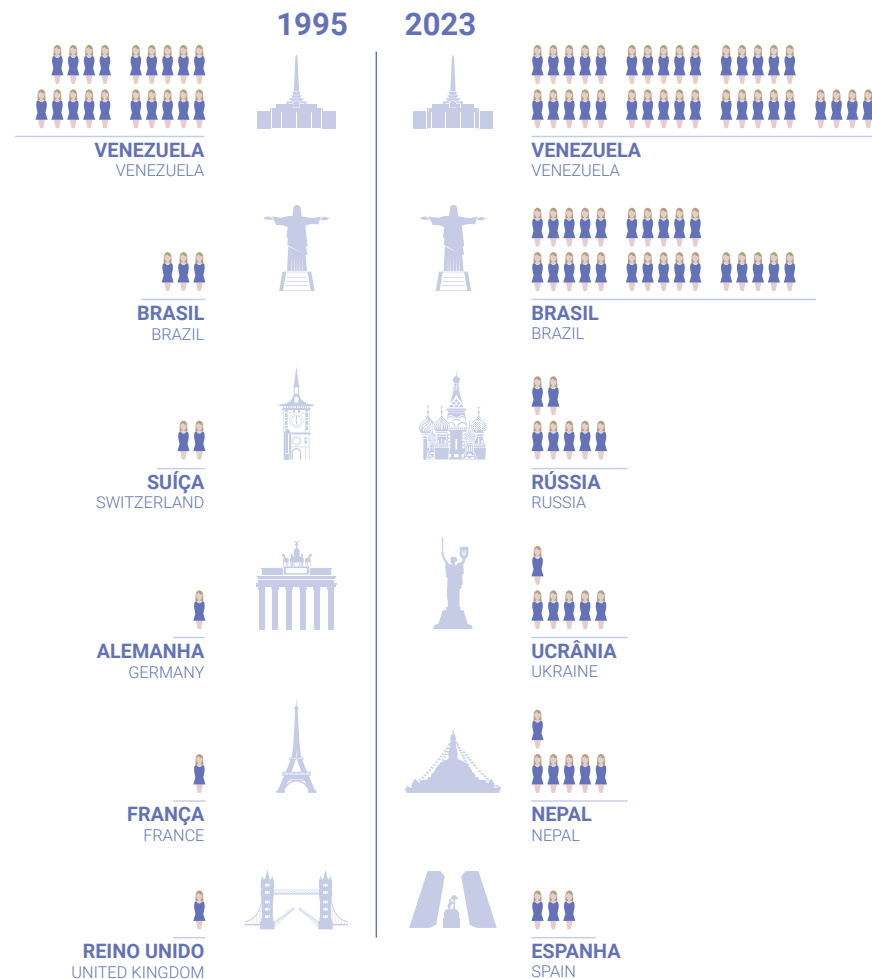 1995
2023
VENEZUELA
VENEZUELA
VENEZUELA
VENEZUELA
BRASIL
BRAZIL
BRASIL
BRAZIL
SUÍÇA
SWITZERLAND
RÚSSIA
RUSSIA
ALEMANHA
GERMANY
UCRÂNIA
UKRAINE
FRANÇA
FRANCE
NEPAL
NEPAL
REINO UNIDO
UNITED KINGDOM
ESPANHA
SPAIN